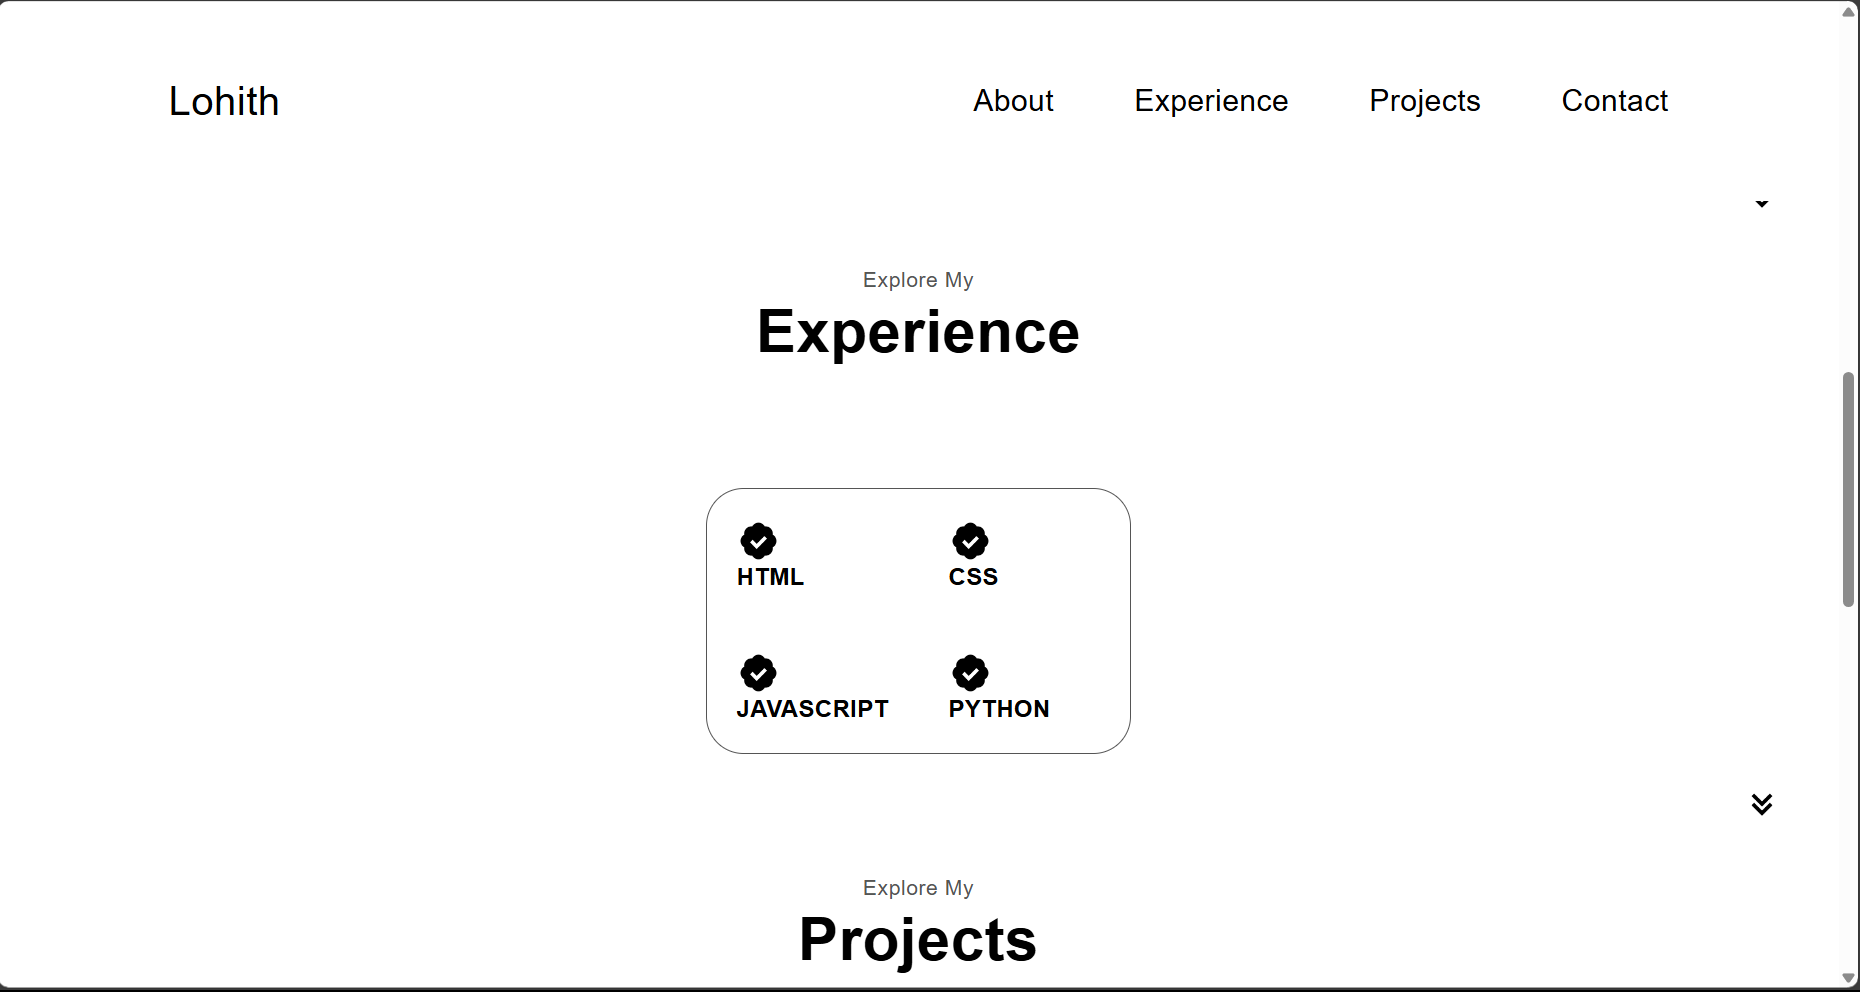 Lohith
About Experience Projects Contact
Explore My
Experience
HTML CSS
JAVASCRIPT PYTHON
Explore My
Projects